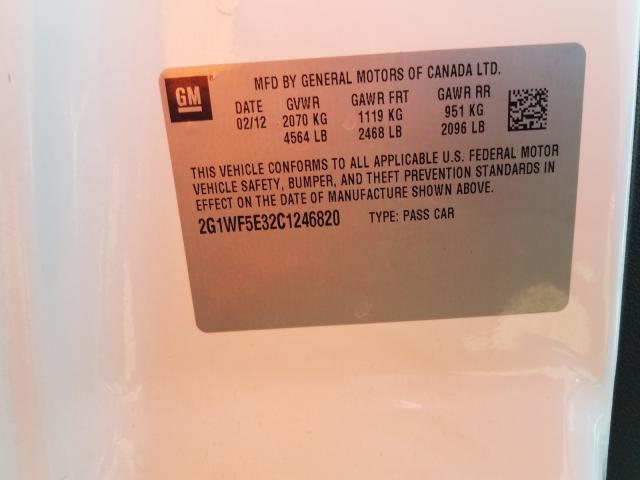 GM
MFD BY GENERAL MOTORS OF CANADA LTD.
DATE GVWR GAWR FRT GAWR RR
02/12 2070 KG 1119 KG 951 KG
4564 LB 2468 LB 2096 LB
THIS VEHICLE CONFORMS TO ALL APPLICABLE U.S. FEDERAL MOTOR
VEHICLE SAFETY, BUMPER, AND THEFT PREVENTION STANDARDS IN
EFFECT ON THE DATE OF MANUFACTURE SHOWN ABOVE.
2G1WF5E32C1246820 TYPE: PASS CAR